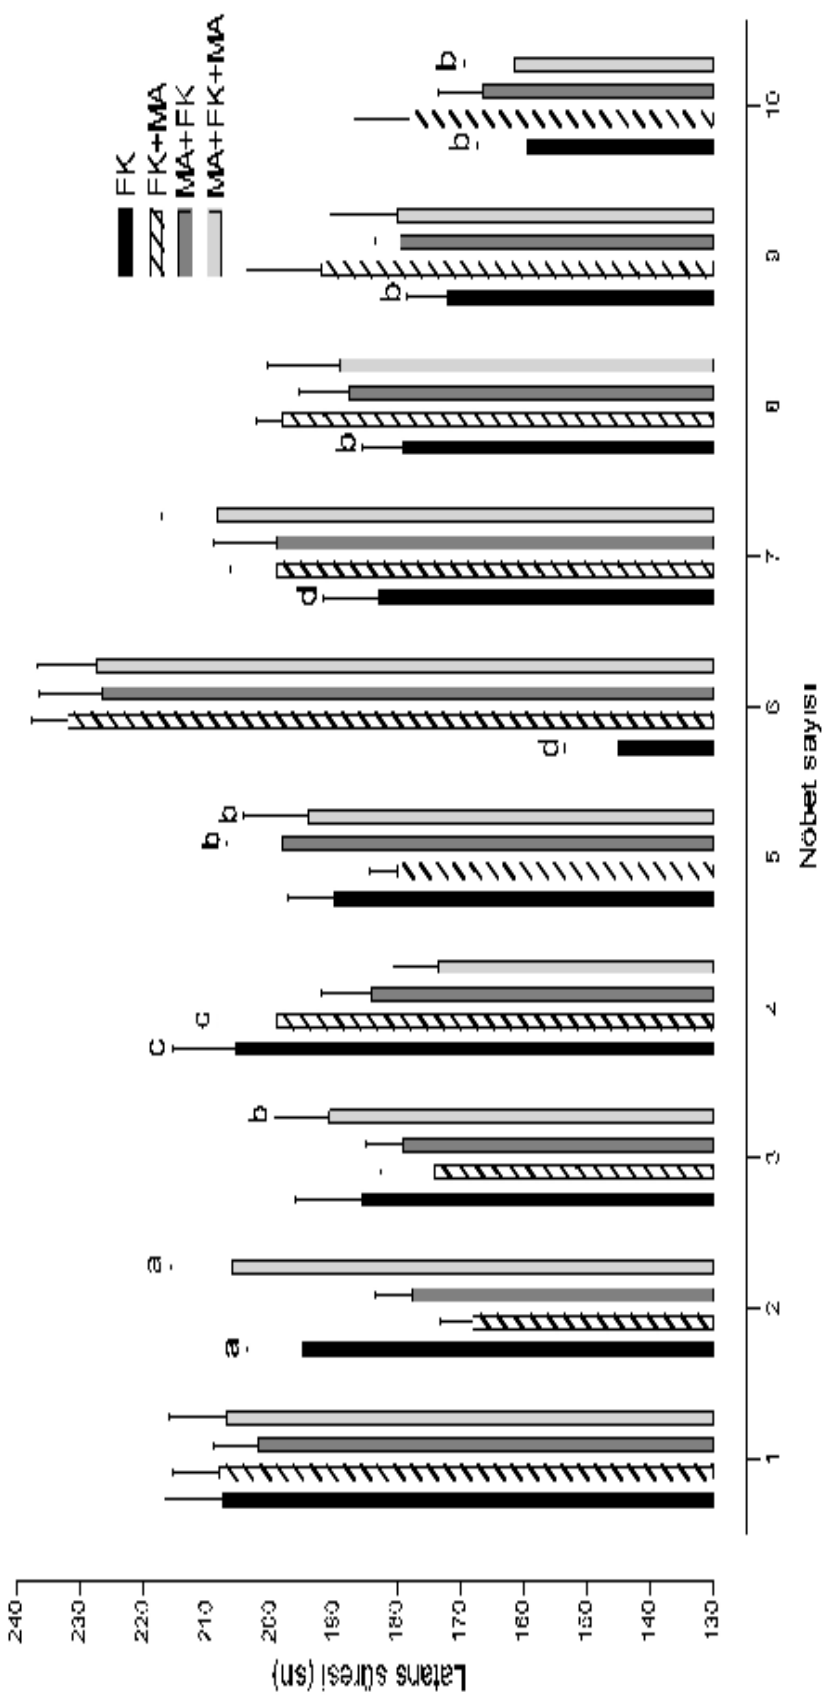 FK
FK+MA
MA+FK
MA+FK+MA
Latans süresi (sn)
240
230
220
210
200
190
180
170
160
150
140
130
a
a
b
c
c
b
b
d
d
b
b
b
b
1
2
3
4
5
6
7
8
9
10
Nöbet sayısı